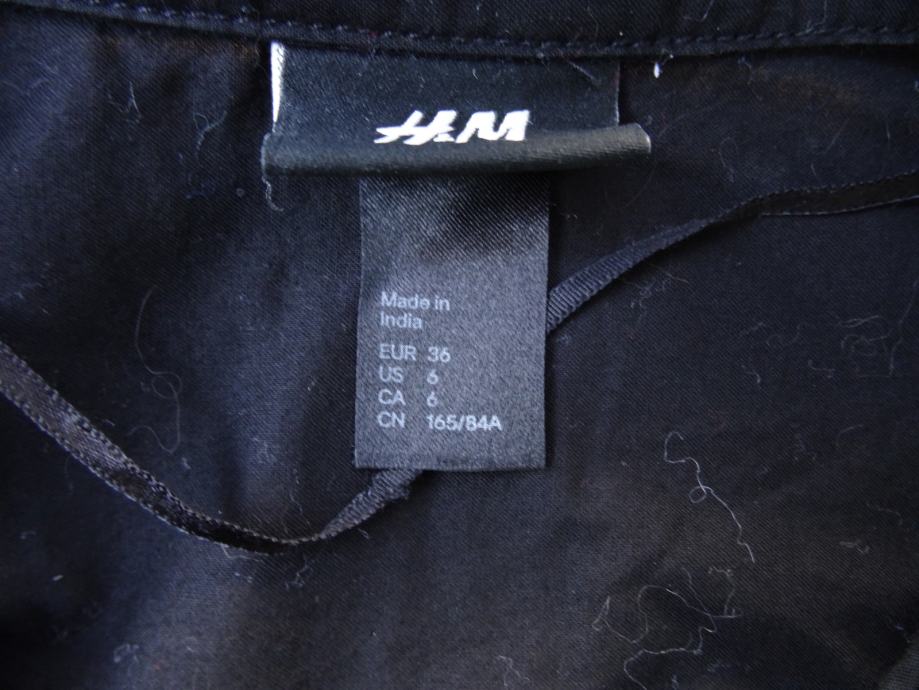 H&M
Made in
India
EUR 36
US 6
CA 6
CN 165/84A